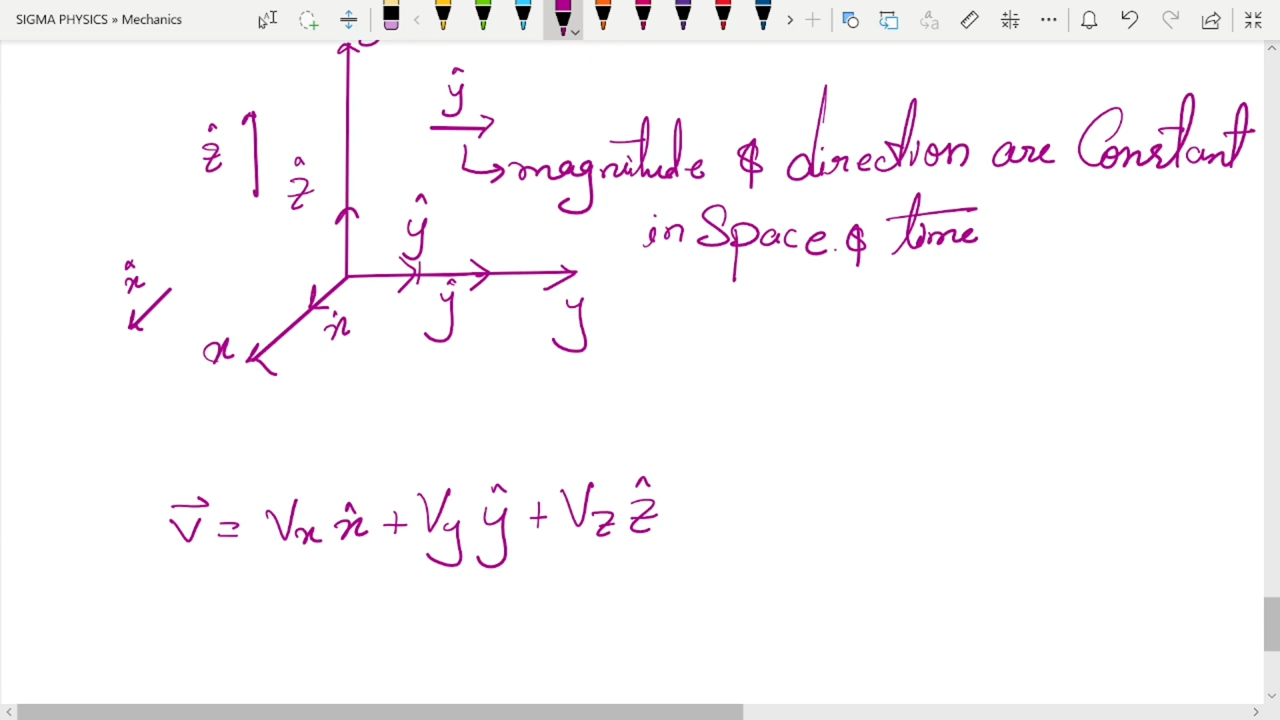 SIGMA PHYSICS » Mechanics
ŷ
ẑ
ẑ
magnitude & direction are Constant
in Space. & time
ŷ
x̂
x̂
ŷ
y
x
v⃗ = Vx x̂ + Vy ŷ + Vz ẑ